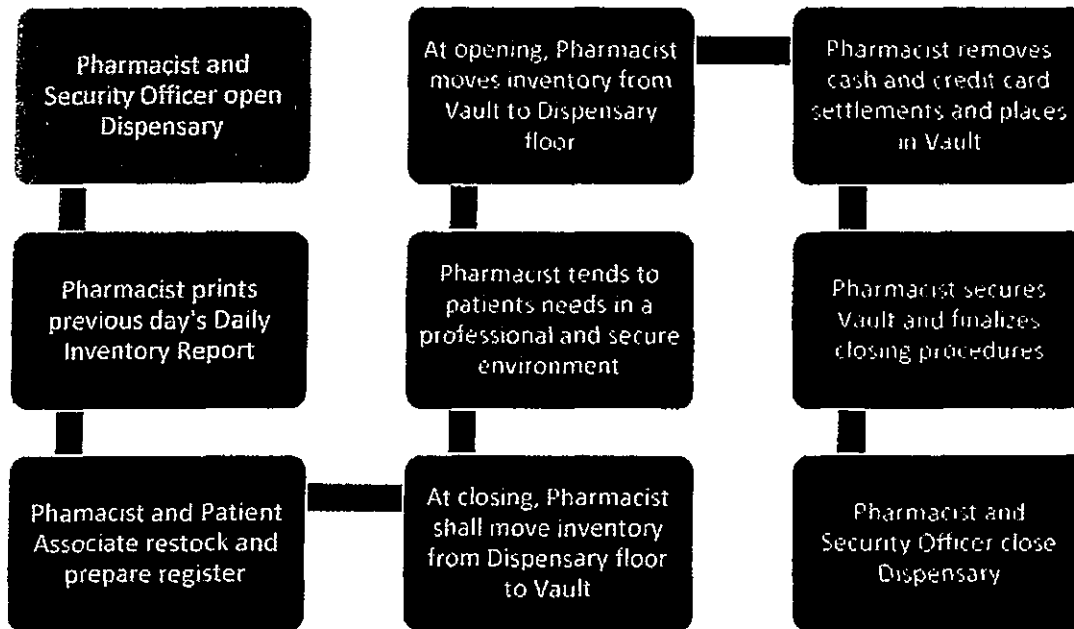 Pharmacist and
Security Officer open
Dispensary
Pharmacist prints
previous day's Daily
Inventory Report
Phamacist and Patient
Associate restock and
prepare register
At closing, Pharmacist
shall move inventory
from Dispensary floor
to Vault
Pharmacist tends to
patients needs in a
professional and secure
environment
At opening, Pharmacist
moves inventory from
Vault to Dispensary
floor
Pharmacist removes
cash and credit card
settlements and places
in Vault
Pharmacist secures
Vault and finalizes
closing procedures
Pharmacist and
Security Officer close
Dispensary